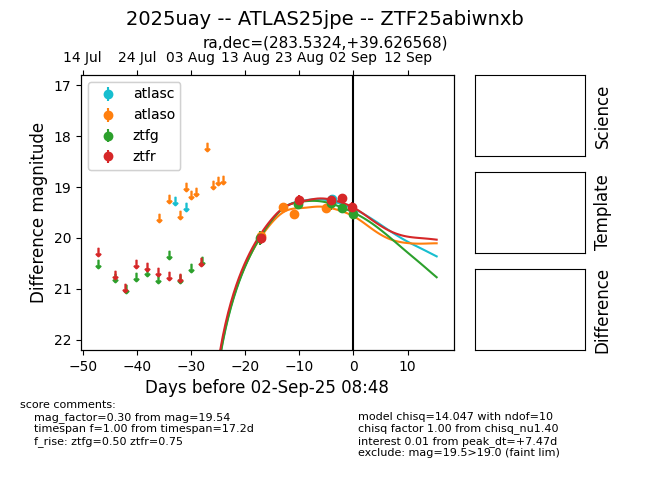 2025uay -- ATLAS25jpe -- ZTF25abiwnxb
ra,dec=(283.5324,+39.626568)
14 Jul 24 Jul 03 Aug 13 Aug 23 Aug 02 Sep 12 Sep
17
18
19
20
21
22
Difference magnitude
atlasc
atlaso
ztfg
ztfr
−50 −40 −30 −20 −10 0 10
Days before 02-Sep-25 08:48
Science
Template
Difference
score comments:
mag_factor=0.30 from mag=19.54
timespan f=1.00 from timespan=17.2d
f_rise: ztfg=0.50 ztfr=0.75
model chisq=14.047 with ndof=10
chisq factor 1.00 from chisq_nu1.40
interest 0.01 from peak_dt=+7.47d
exclude: mag=19.5>19.0 (faint lim)